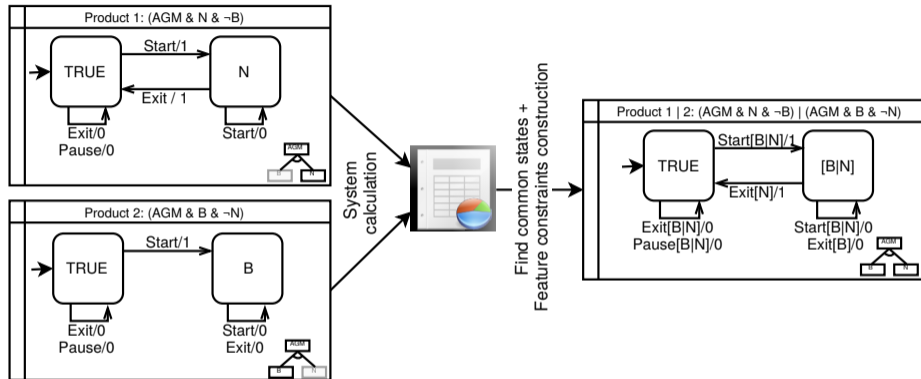 Product 1: (AGM & N & ¬B)
Start/1
TRUE
N
Exit / 1
Exit/0
Pause/0
Start/0
AGM
B
N
Product 2: (AGM & B & ¬N)
Start/1
TRUE
B
Exit/0
Pause/0
Start/0
Exit/0
AGM
B
N
System
calculation
Find common states +
Feature constraints construction
Product 1 | 2: (AGM & N & ¬B) | (AGM & B & ¬N)
Start[B|N]/1
TRUE
[B|N]
Exit[N]/1
Exit[B|N]/0
Pause[B|N]/0
Start[B|N]/0
Exit[B]/0
AGM
B
N